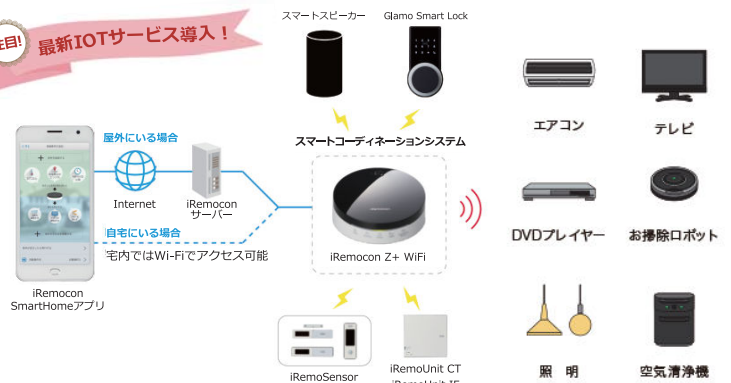 注目!
最新IOTサービス導入！
スマートスピーカー
Glamo Smart Lock
エアコン
テレビ
屋外にいる場合
スマートコーディネーションシステム
Internet
iRemocon
サーバー
自宅にいる場合
宅内ではWi-Fiでアクセス可能
iRemocon Z+ WiFi
DVDプレイヤー
お掃除ロボット
iRemocon
SmartHomeアプリ
iRemoSensor
iRemoUnit CT
iRemoUnit IF
照 明
空気清浄機